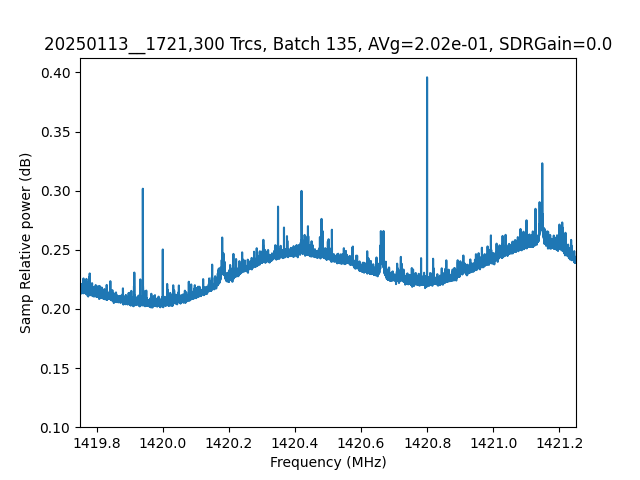 20250113__1721,300 Trcs, Batch 135, AVg=2.02e-01, SDRGain=0.0
Samp Relative power (dB)
0.40
0.35
0.30
0.25
0.20
0.15
0.10
1419.8 1420.0 1420.2 1420.4 1420.6 1420.8 1421.0 1421.2
Frequency (MHz)